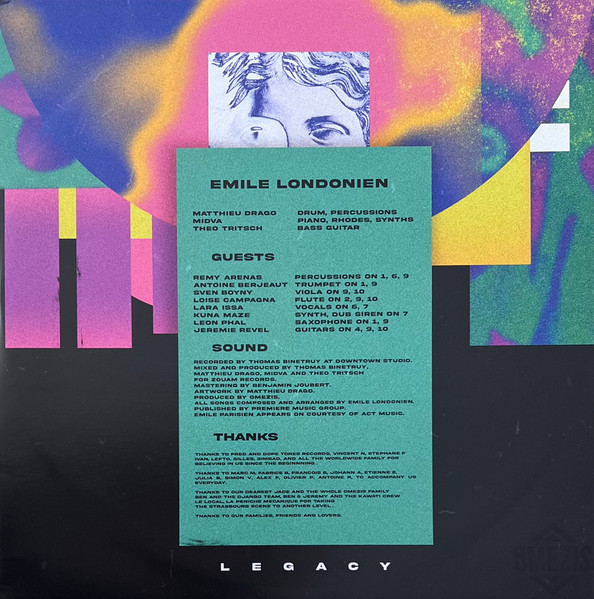 EMILE LONDONIEN
MATTHIEU DRAGO DRUM, PERCUSSIONS
MIDVA PIANO, RHODES, SYNTHS
THEO TRITSCH BASS GUITAR
GUESTS
REMY ARENAS PERCUSSIONS ON 1, 6, 9
ANTOINE BERJEAUT TRUMPET ON 1, 9
SVEN BOYNY VIOLA ON 9, 10
LOISE CAMPAGNA FLUTE ON 2, 9, 10
LARA ISSA VOCALS ON 6, 7
KUNA MAZE SYNTH, DUB SIREN ON 7
LEON PHAL SAXOPHONE ON 1, 9
JEREMIE REVEL GUITARS ON 4, 9, 10
SOUND
RECORDED BY THOMAS BINETRUY AT DOWNTOWN STUDIO.
MIXED AND PRODUCED BY THOMAS BINETRUY,
MATTHIEU DRAGO, MIDVA AND THEO TRITSCH
FOR ZOUAM RECORDS.
MASTERING BY BENJAMIN JOUBERT.
ARTWORK BY MATTHIEU DRAGO.
PRODUCED BY OMEZIS.
ALL SONGS COMPOSED AND ARRANGED BY EMILE LONDONIEN.
PUBLISHED BY PREMIERE MUSIC GROUP.
EMILE PARISIEN APPEARS ON COURTESY OF ACT MUSIC.
THANKS
THANKS TO FRED AND DOPE TONES RECORDS, VINCENT N, STEPHANE P
IVAN, LEFTO, GILLES, SIMBAD, AND ALL THE WORLDWIDE FAMILY FOR
BELIEVING IN US SINCE THE BEGINNNING.
THANKS TO MARC M, FABRICE B, FRANCOIS B, JOHANN A, ETIENNE E,
JULIA B, SIMON V, ALEX F, OLIVIER P, ANTOINE R, TO ACCOMPANY US
EVERYDAY.
THANKS TO OUR DEAREST JADE AND THE WHOLE OMEZIS FAMILY
BEN AND THE DJANGO TEAM, BEN & JEREMY AND THE KAWATI CREW
LE LOCAL, LA PENICHE MECANIQUE FOR TAKING
THE STRASBOURG SCENE TO ANOTHER LEVEL.
THANKS TO OUR FAMILIES, FRIENDS AND LOVERS.
LEGACY